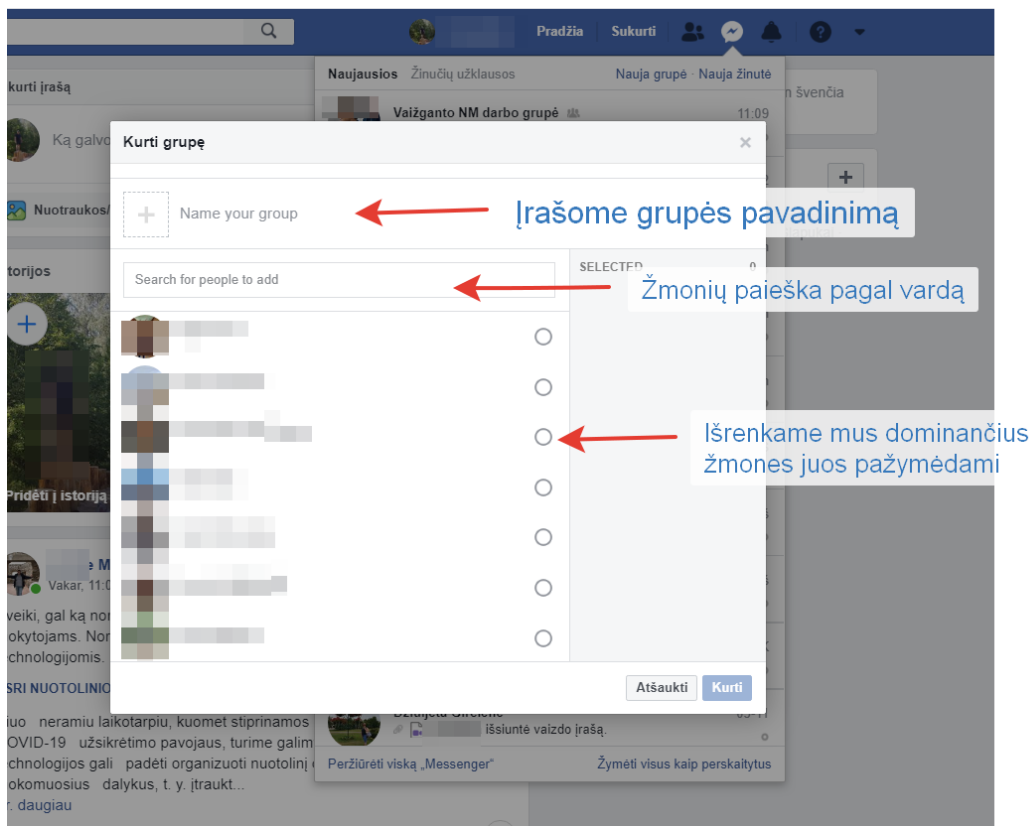 Pradžia Sukurti
Naujausios Žinučių užklausos Nauja grupė · Nauja žinutė
kurti įrašą
n švenčia
Vaižganto NM darbo grupė 11:09
Ką galvo
Kurti grupę
Nuotraukos/
Name your group
Įrašome grupės pavadinimą
torijos
Search for people to add
SELECTED 0
Žmonių paieška pagal vardą
Išrenkame mus dominančius
žmones juos pažymėdami
Pridėti į istoriją
e M
Vakar, 11:0
veiki, gal ką nor
okytojams. Nor
chnologijomis.
SRI NUOTOLINIO
Atšaukti Kurti
iuo neramiu laikotarpiu, kuomet stiprinamos
OVID-19 užsikrėtimo pavojaus, turime galim
chnologijos gali padėti organizuoti nuotolinį
okomuosius dalykus, t. y. įtraukt...
r. daugiau
išsiuntė vaizdo įrašą.
Peržiūrėti viską „Messenger“ Žymėti visus kaip perskaitytus